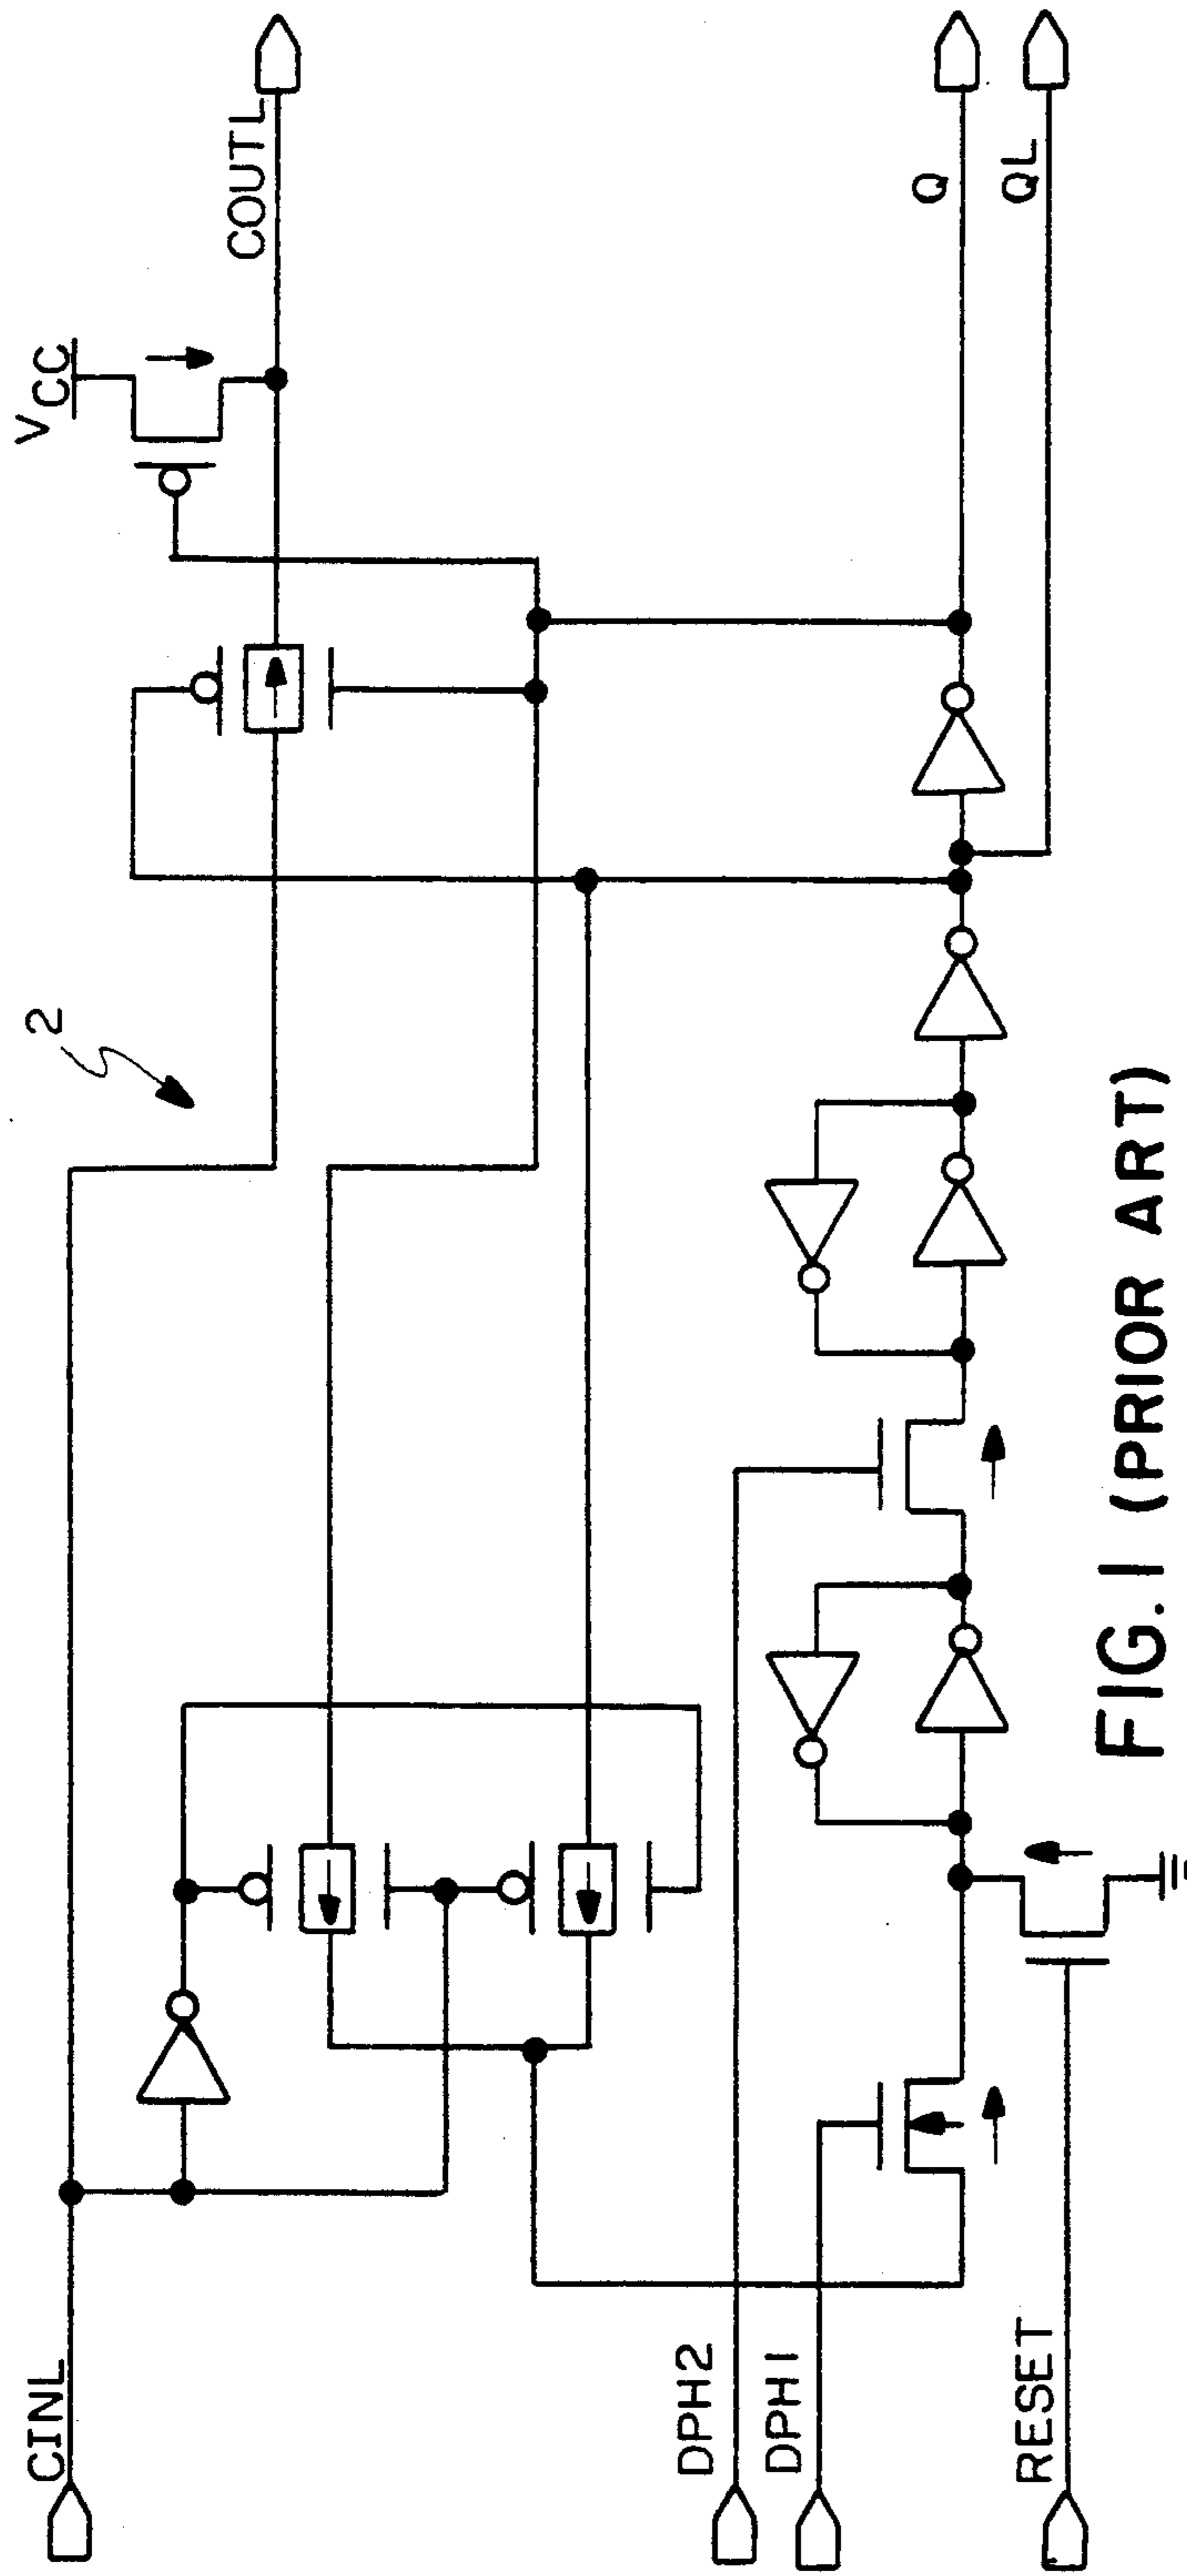 CINL
DPH2
DPH1
RESET
2
VCC
COUTL
Q
QL
FIG. 1 (PRIOR ART)